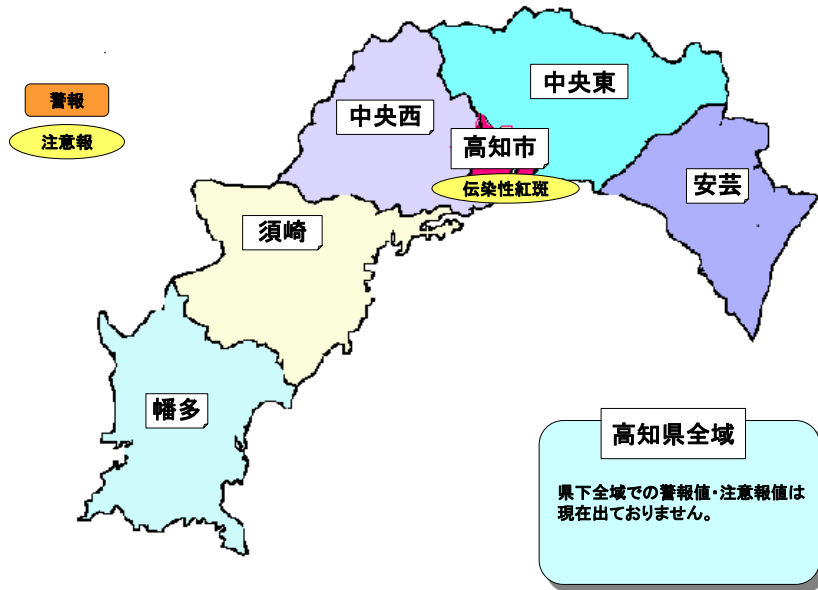 警報
注意報
中央東
中央西
高知市
伝染性紅斑
安芸
須崎
幡多
高知県全域
県下全域での警報値・注意報値は
現在出ておりません。